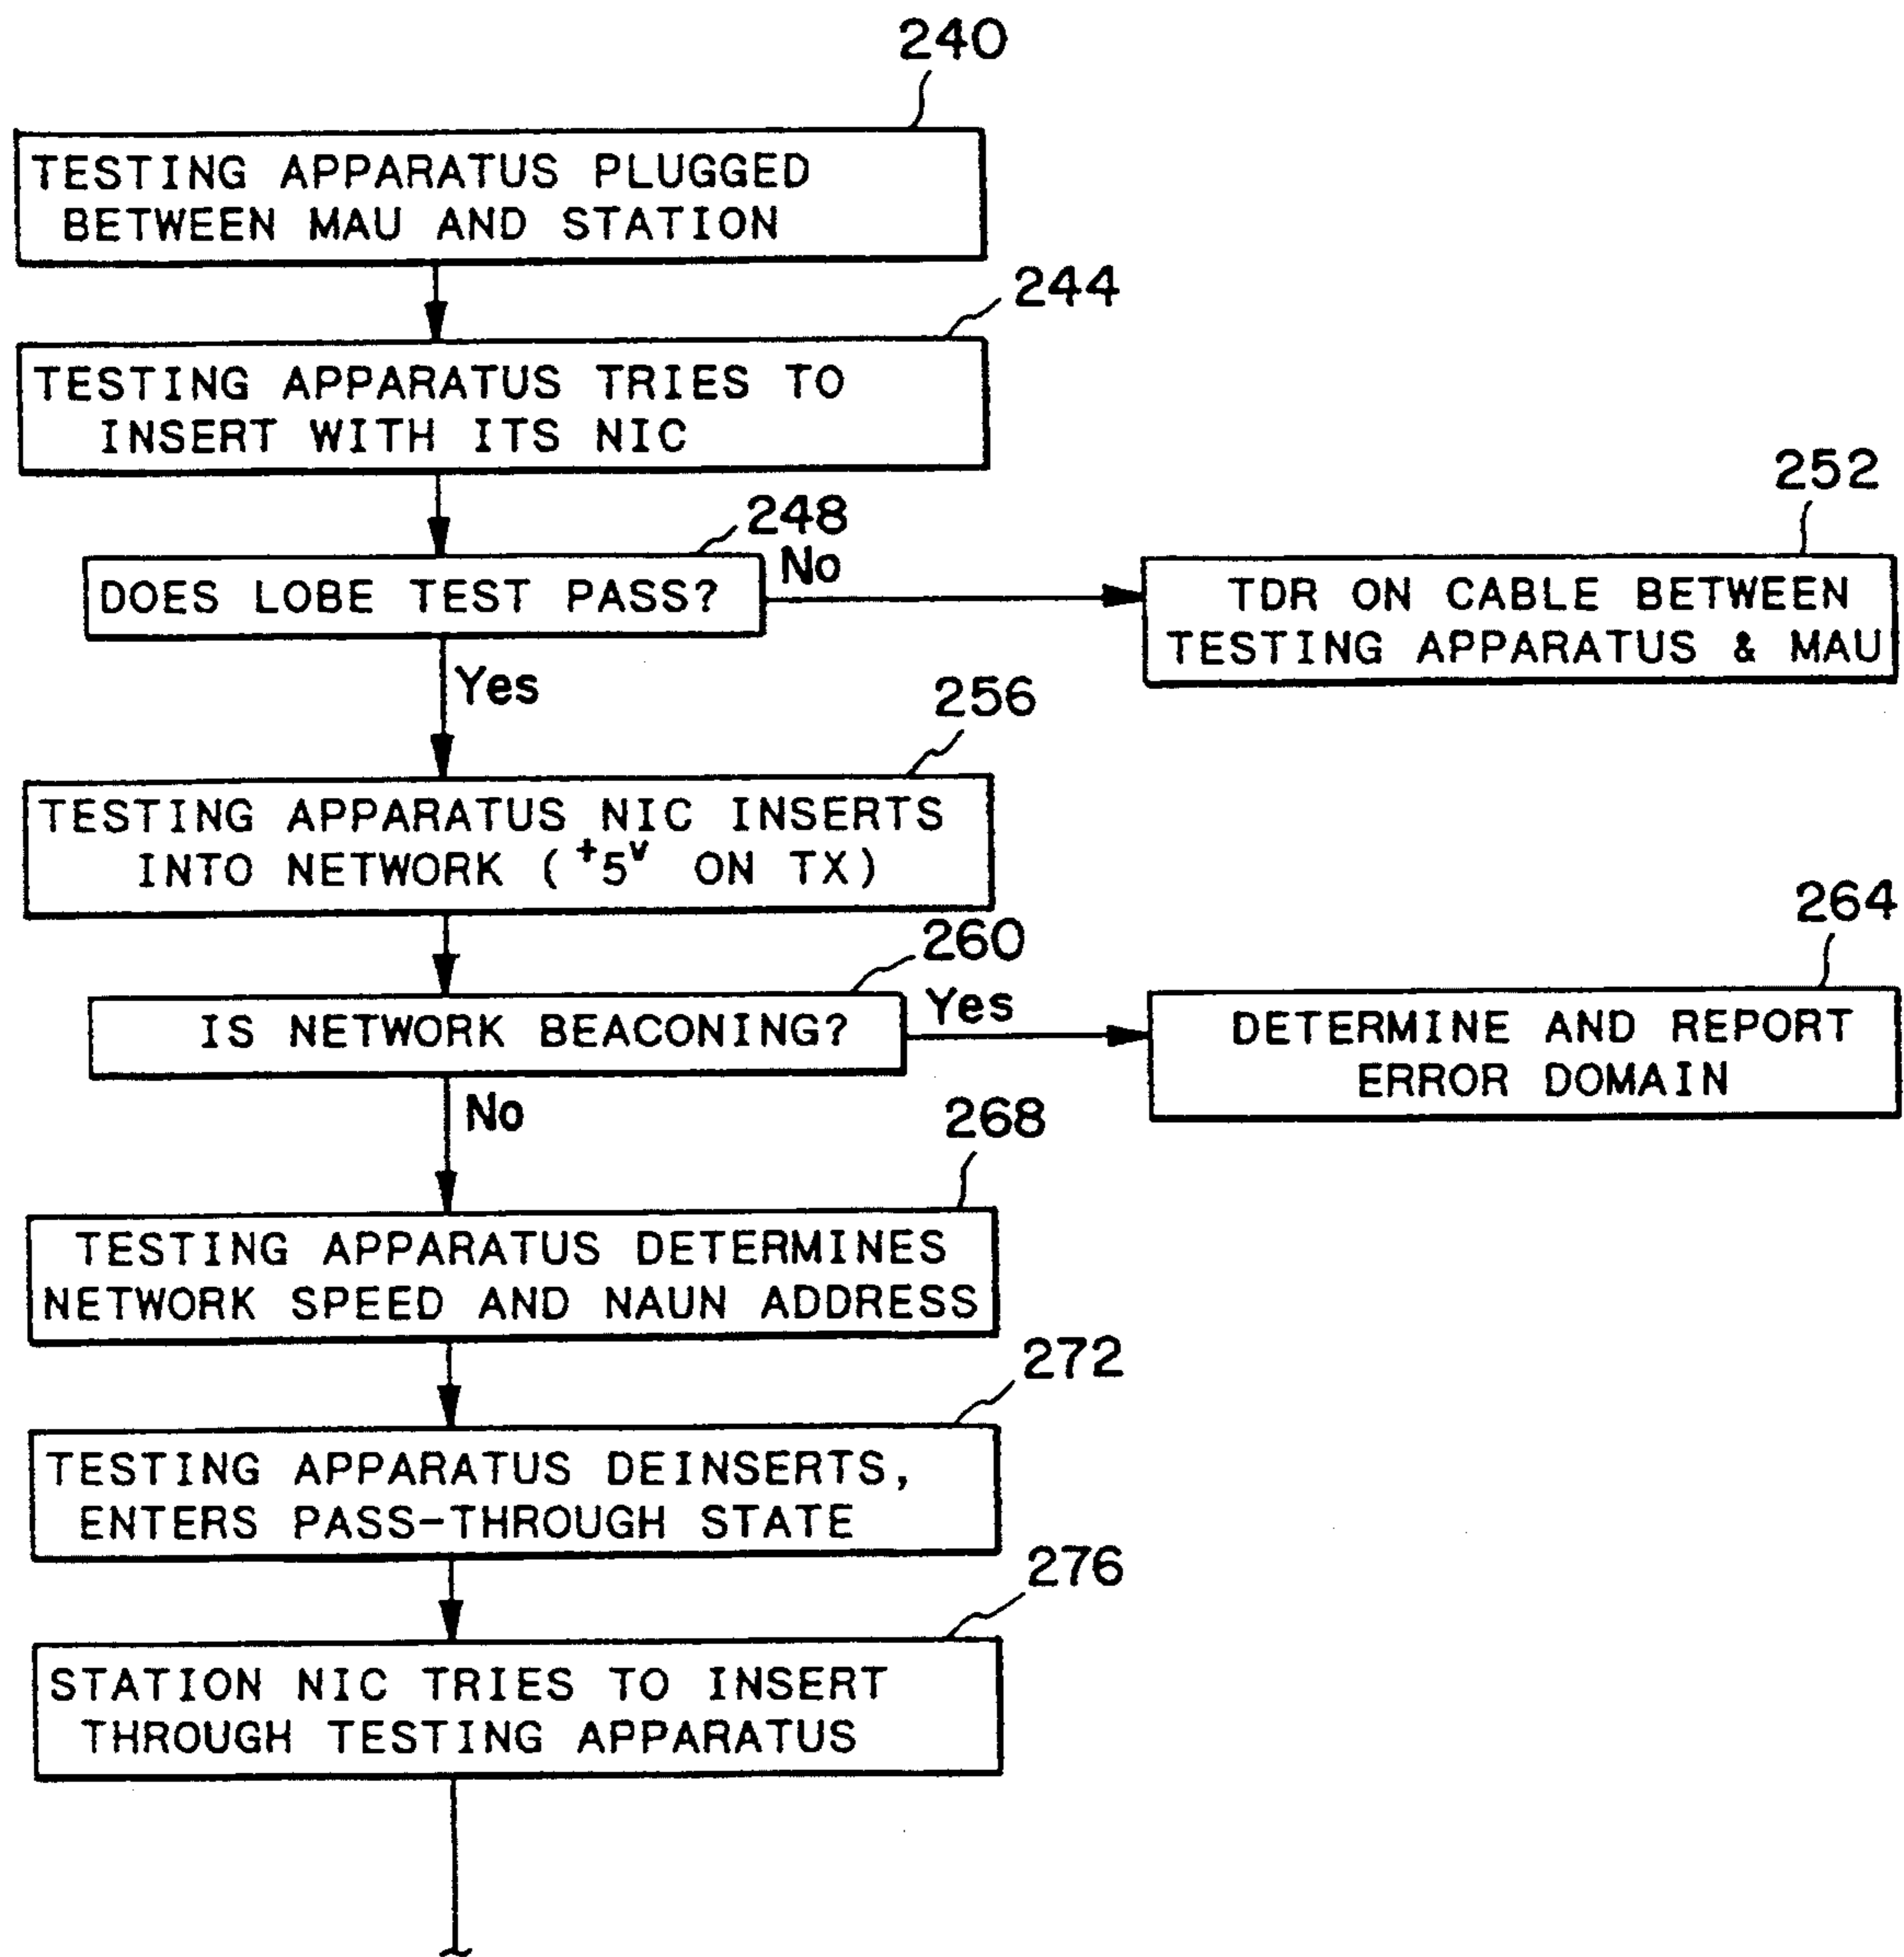 240
TESTING APPARATUS PLUGGED
BETWEEN MAU AND STATION
244
TESTING APPARATUS TRIES TO
INSERT WITH ITS NIC
248
DOES LOBE TEST PASS?
No
252
TDR ON CABLE BETWEEN
TESTING APPARATUS & MAU
Yes
256
TESTING APPARATUS NIC INSERTS
INTO NETWORK (+5v ON TX)
260
IS NETWORK BEACONING?
Yes
264
DETERMINE AND REPORT
ERROR DOMAIN
No
268
TESTING APPARATUS DETERMINES
NETWORK SPEED AND NAUN ADDRESS
272
TESTING APPARATUS DEINSERTS,
ENTERS PASS-THROUGH STATE
276
STATION NIC TRIES TO INSERT
THROUGH TESTING APPARATUS